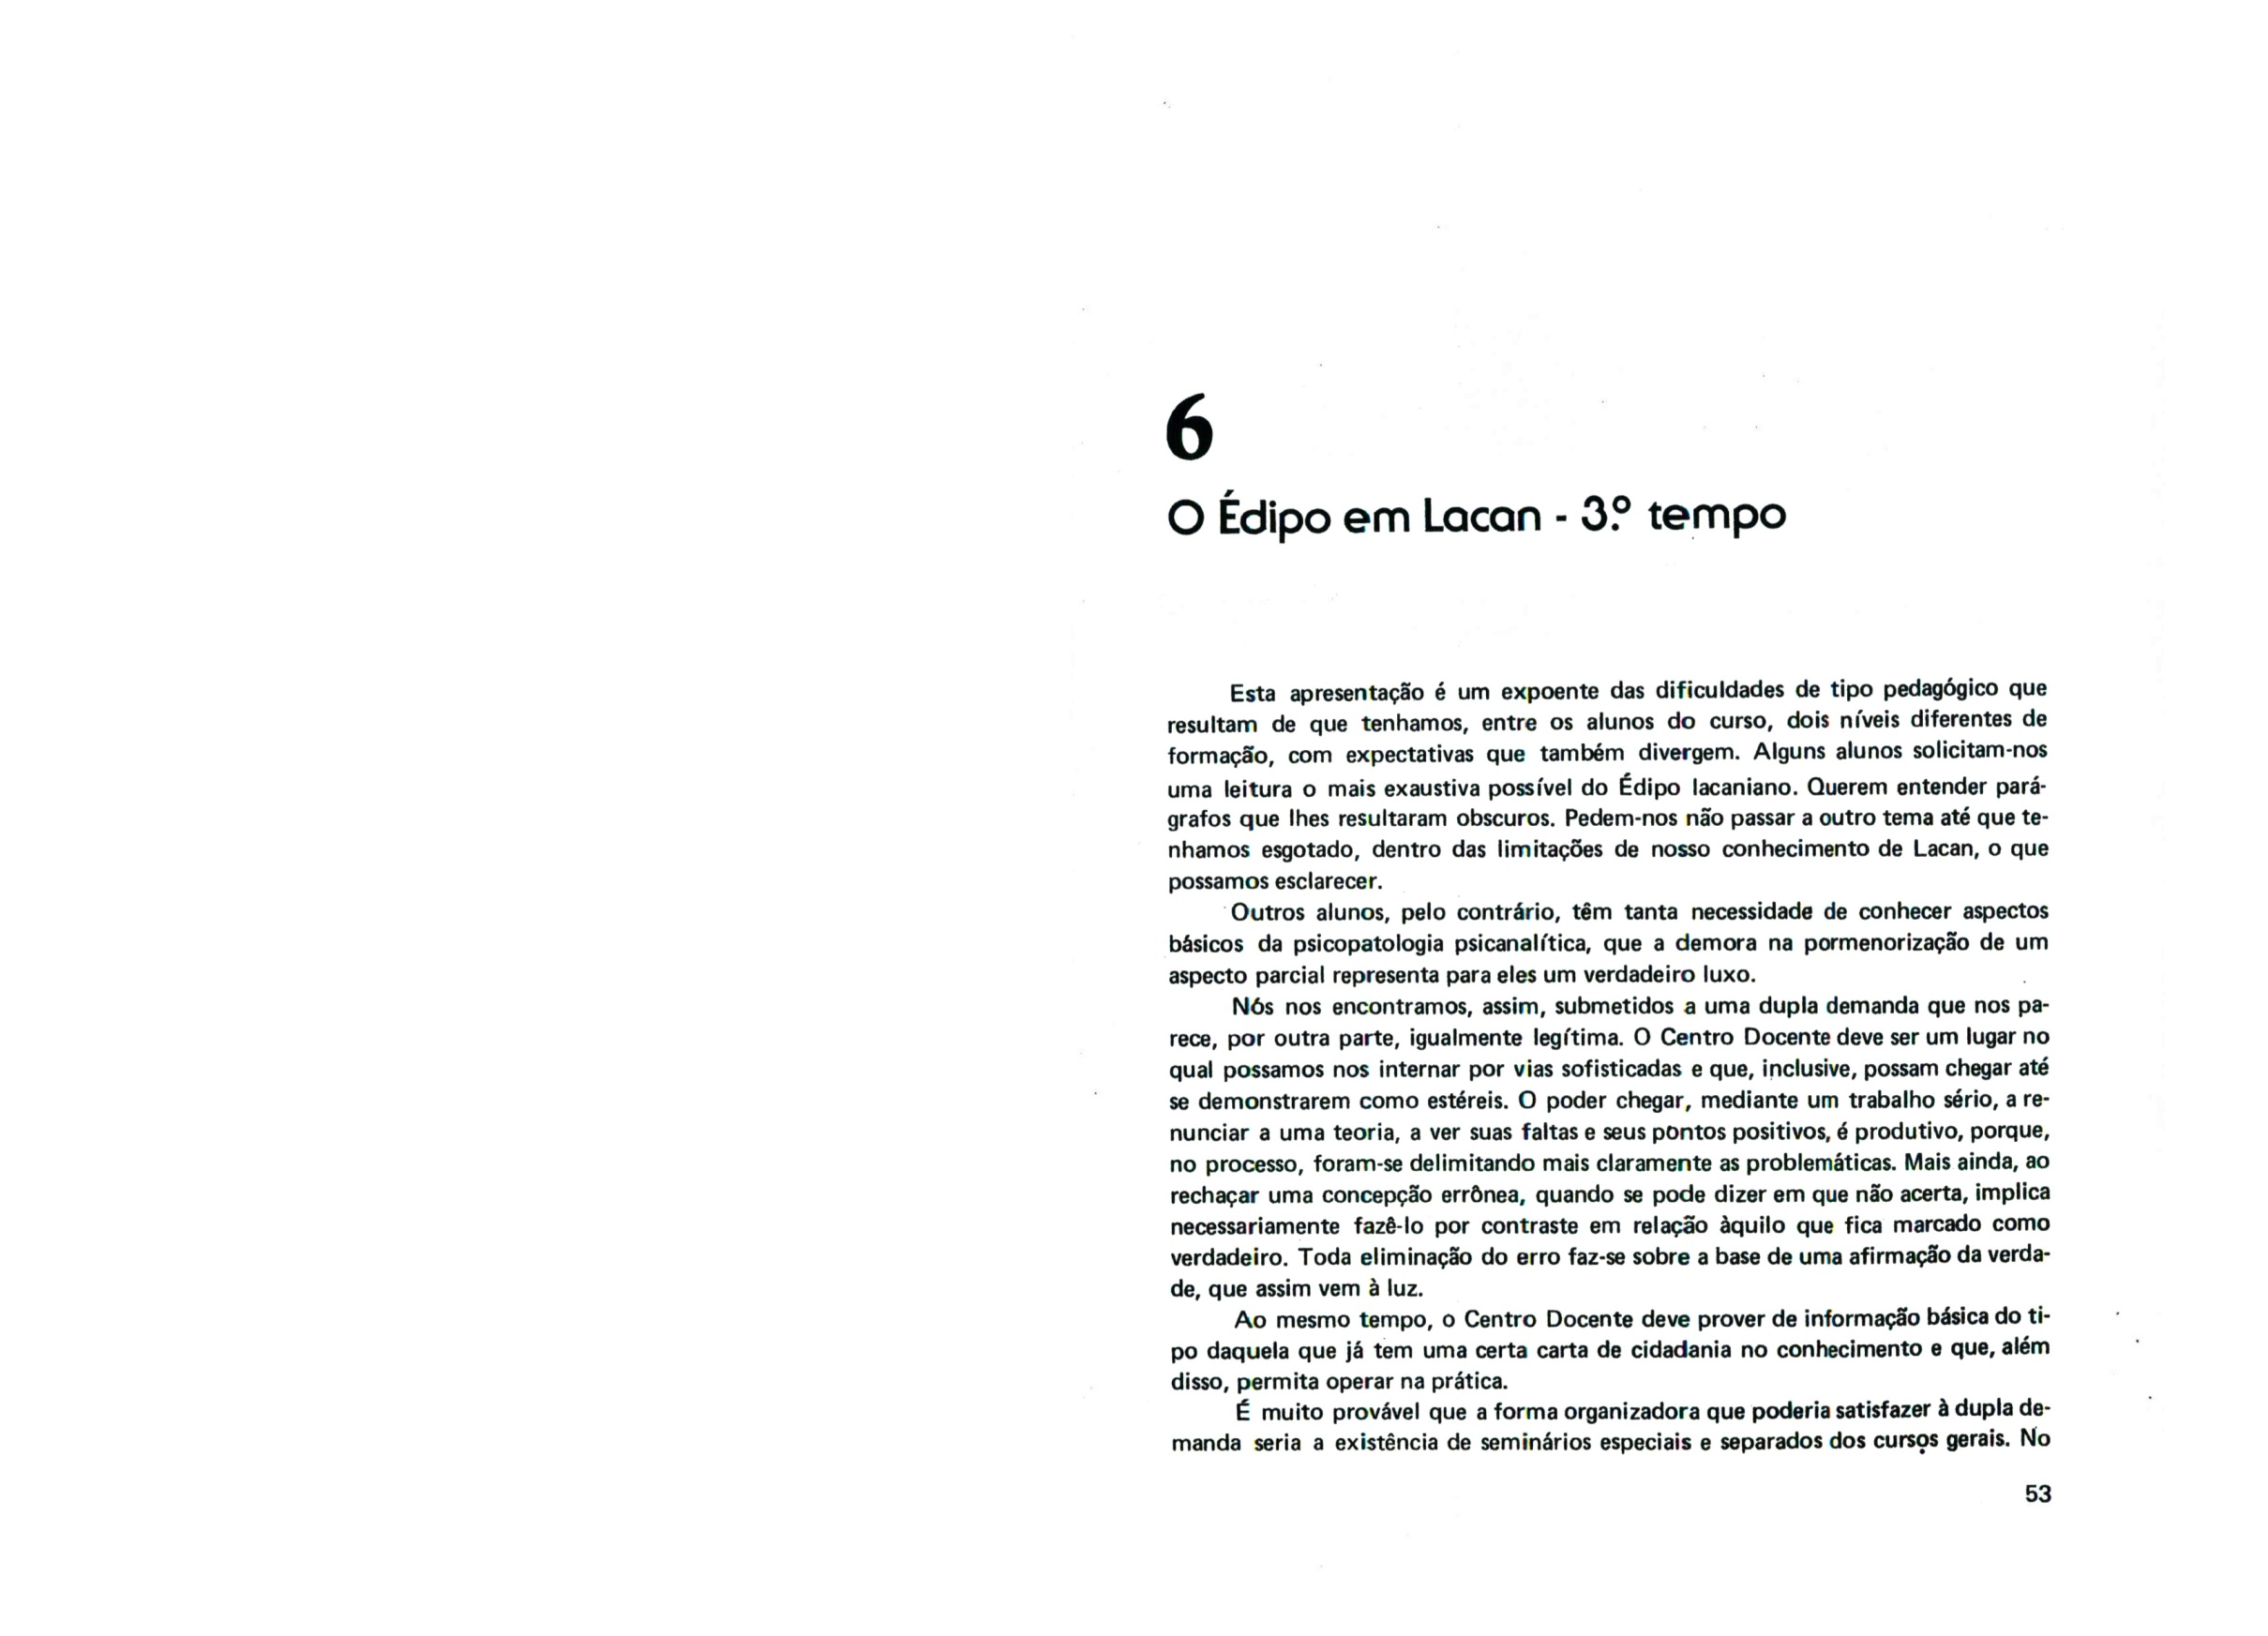 6
O Édipo em Lacan - 3.º tempo
Esta apresentação é um expoente das dificuldades de tipo pedagógico que
resultam de que tenhamos, entre os alunos do curso, dois níveis diferentes de
formação, com expectativas que também divergem. Alguns alunos solicitam-nos
uma leitura o mais exaustiva possível do Édipo lacaniano. Querem entender pará-
grafos que lhes resultaram obscuros. Pedem-nos não passar a outro tema até que te-
nhamos esgotado, dentro das limitações de nosso conhecimento de Lacan, o que
possamos esclarecer.
Outros alunos, pelo contrário, têm tanta necessidade de conhecer aspectos
básicos da psicopatologia psicanalítica, que a demora na pormenorização de um
aspecto parcial representa para eles um verdadeiro luxo.
Nós nos encontramos, assim, submetidos a uma dupla demanda que nos pa-
rece, por outra parte, igualmente legítima. O Centro Docente deve ser um lugar no
qual possamos nos internar por vias sofisticadas e que, inclusive, possam chegar até
se demonstrarem como estéreis. O poder chegar, mediante um trabalho sério, a re-
nunciar a uma teoria, a ver suas faltas e seus pontos positivos, é produtivo, porque,
no processo, foram-se delimitando mais claramente as problemáticas. Mais ainda, ao
rechaçar uma concepção errônea, quando se pode dizer em que não acerta, implica
necessariamente fazê-lo por contraste em relação àquilo que fica marcado como
verdadeiro. Toda eliminação do erro faz-se sobre a base de uma afirmação da verda-
de, que assim vem à luz.
Ao mesmo tempo, o Centro Docente deve prover de informação básica do ti-
po daquela que já tem uma certa carta de cidadania no conhecimento e que, além
disso, permita operar na prática.
É muito provável que a forma organizadora que poderia satisfazer à dupla de-
manda seria a existência de seminários especiais e separados dos cursos gerais. No
53